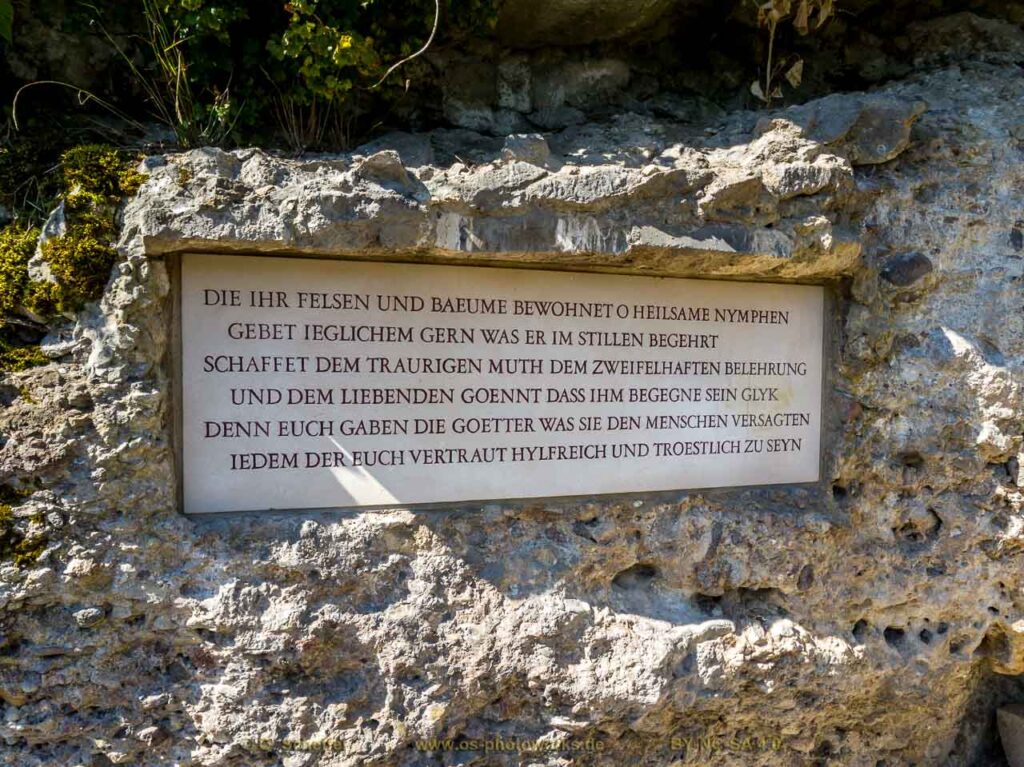 DIE IHR FELSEN UND BAEUME BEWOHNET O HEILSAME NYMPHEN
GEBET IEGLICHEM GERN WAS ER IM STILLEN BEGEHRT
SCHAFFET DEM TRAURIGEN MUTH DEM ZWEIFELHAFTEN BELEHRUNG
UND DEM LIEBENDEN GOENNT DASS IHM BEGEGNE SEIN GLYK
DENN EUCH GABEN DIE GOETTER WAS SIE DEN MENSCHEN VERSAGTEN
IEDEM DER EUCH VERTRAUT HYLFREICH UND TROESTLICH ZU SEYN
www.os-photoworks.de